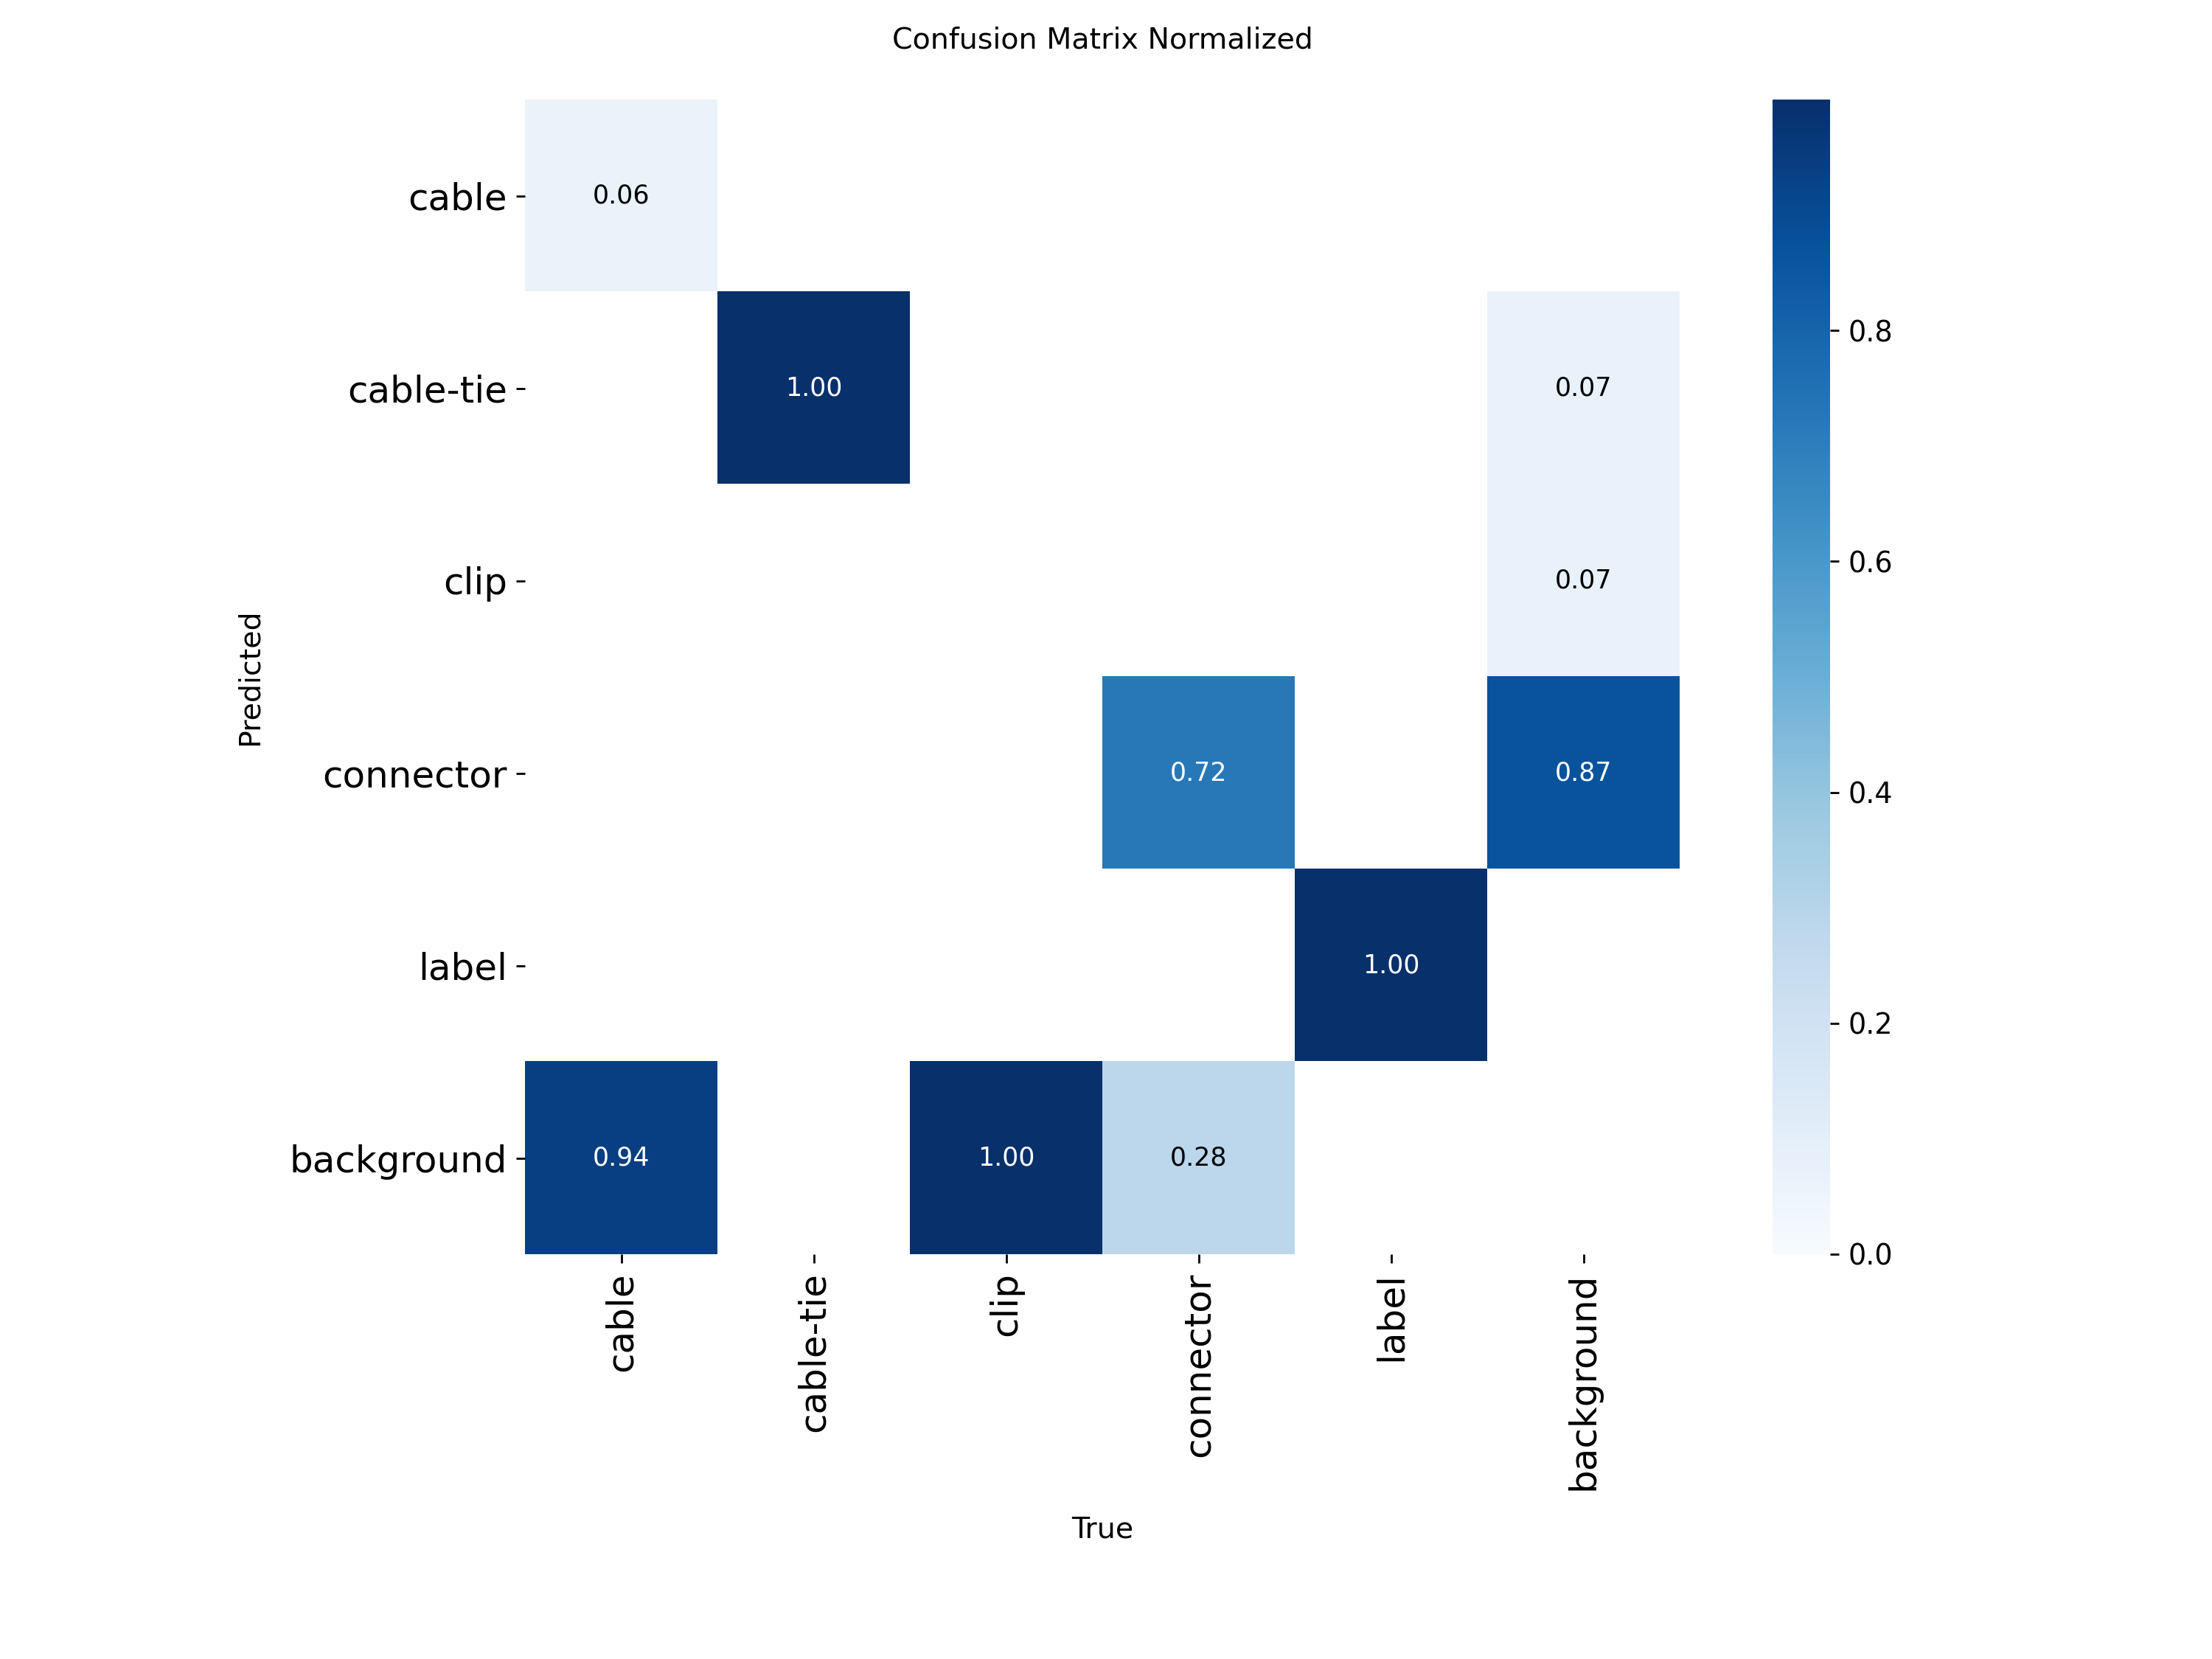 Confusion Matrix Normalized
cable
0.06
cable-tie
1.00
0.07
0.8
clip
0.07
0.6
Predicted
connector
0.72
0.87
0.4
label
1.00
0.2
background
0.94
1.00
0.28
0.0
cable
cable-tie
clip
connector
label
background
True